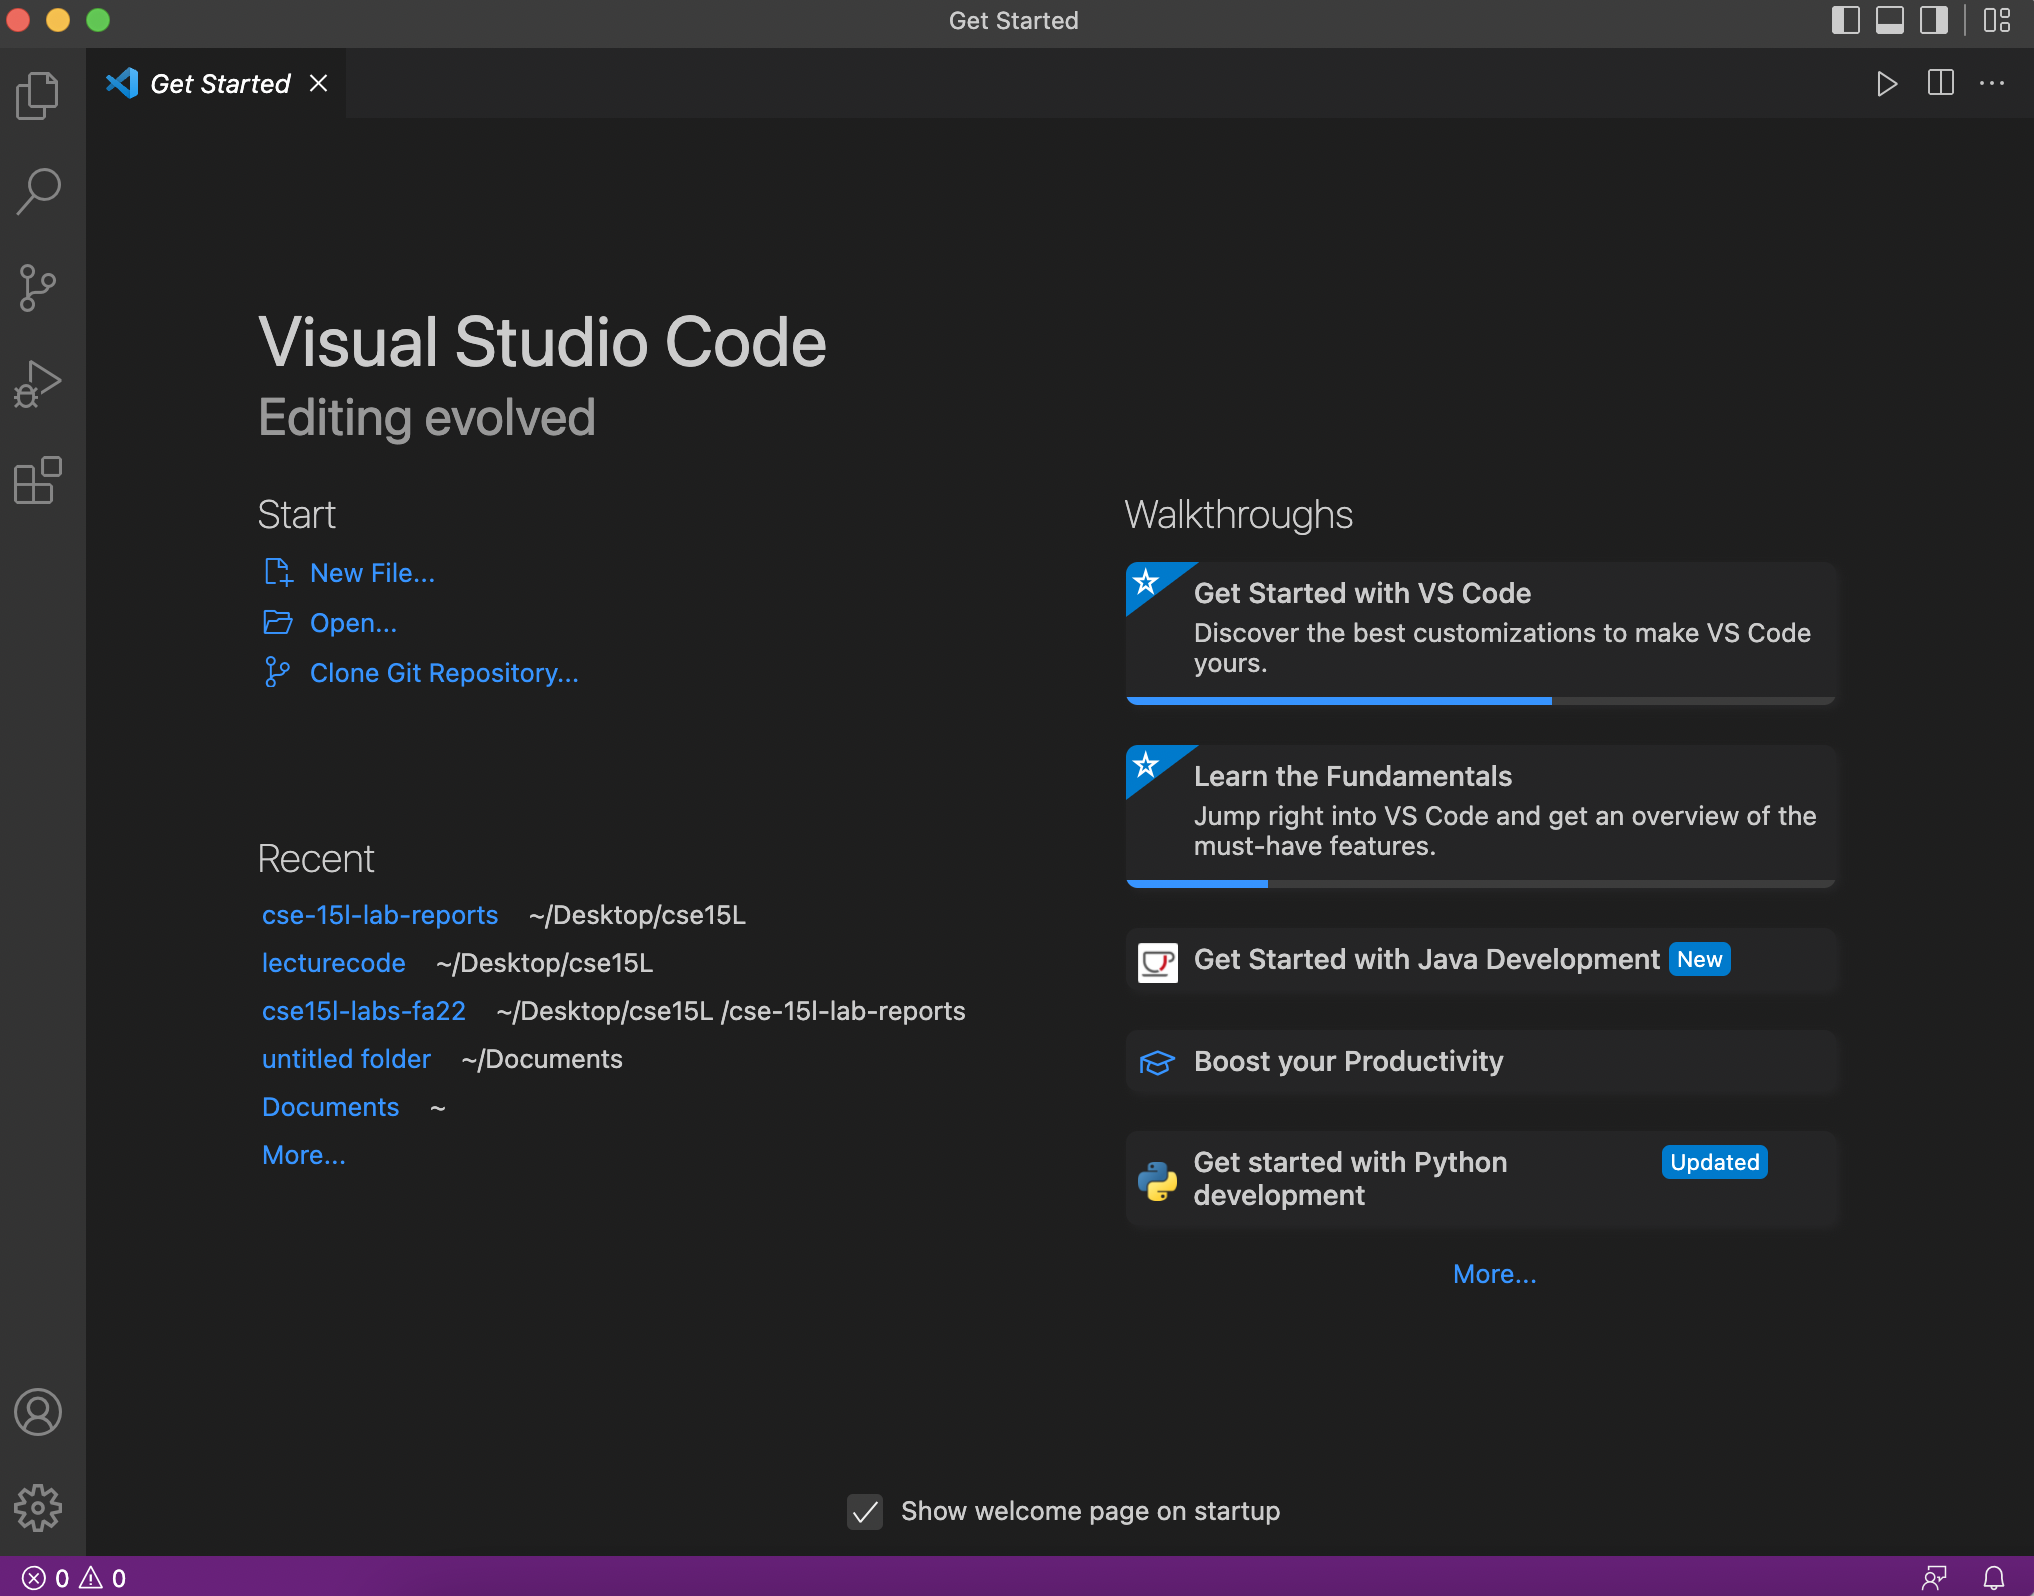 Get Started
Get Started
Visual Studio Code
Editing evolved
Start
New File...
Open...
Clone Git Repository...
Recent
cse-15l-lab-reports ~/Desktop/cse15L
lecturecode ~/Desktop/cse15L
cse15l-labs-fa22 ~/Desktop/cse15L /cse-15l-lab-reports
untitled folder ~/Documents
Documents ~
More...
Walkthroughs
Get Started with VS Code
Discover the best customizations to make VS Code
yours.
Learn the Fundamentals
Jump right into VS Code and get an overview of the
must-have features.
Get Started with Java Development New
Boost your Productivity
Get started with Python Updated
development
More...
Show welcome page on startup
0 0